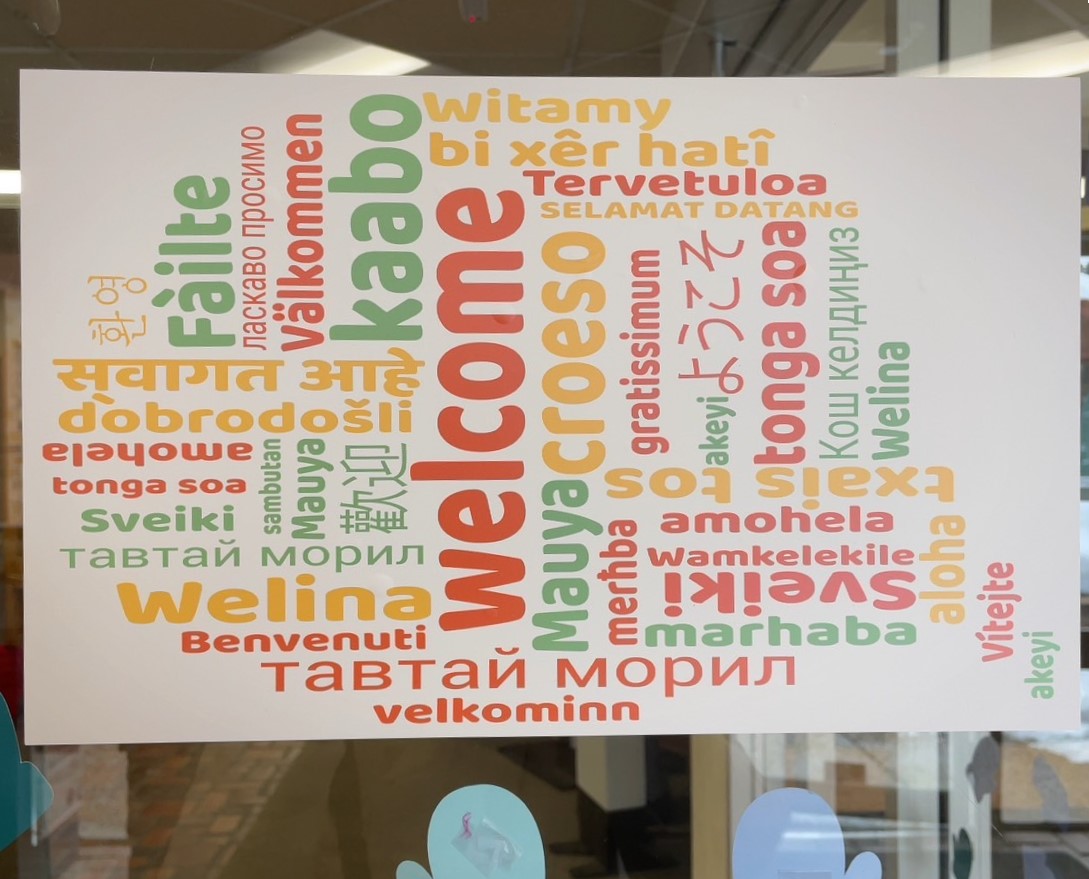 Witamy
bi xêr hatî
Tervetuloa
SELAMAT DATANG
kaabo
Välkommen
ласкаво просимо
Fàilte
환영
welcome
croeso
gratissimum
ようこそ
tonga soa
Кош келдиңиз
Welina
akeyi
स्वागत आहे
dobrodošli
amohela
tonga soa
Sveiki
тавтай морил
sambutan
Mauya
歡迎
Welina
Benvenuti
Mauya
merħba
txais tos
amohela
Wamkelekile
Sveiki
marhaba
aloha
Vítejte
akeyi
тавтай морил
velkominn